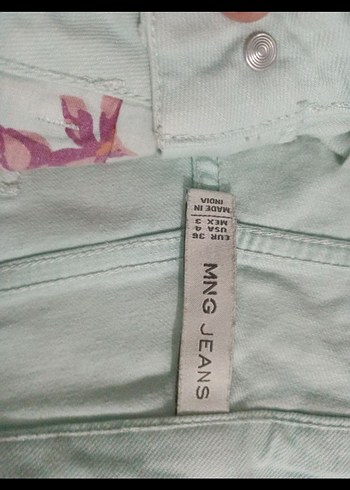 MNG JEANS
EUR 36
USA 4
MEX 3
MADE IN
INDIA